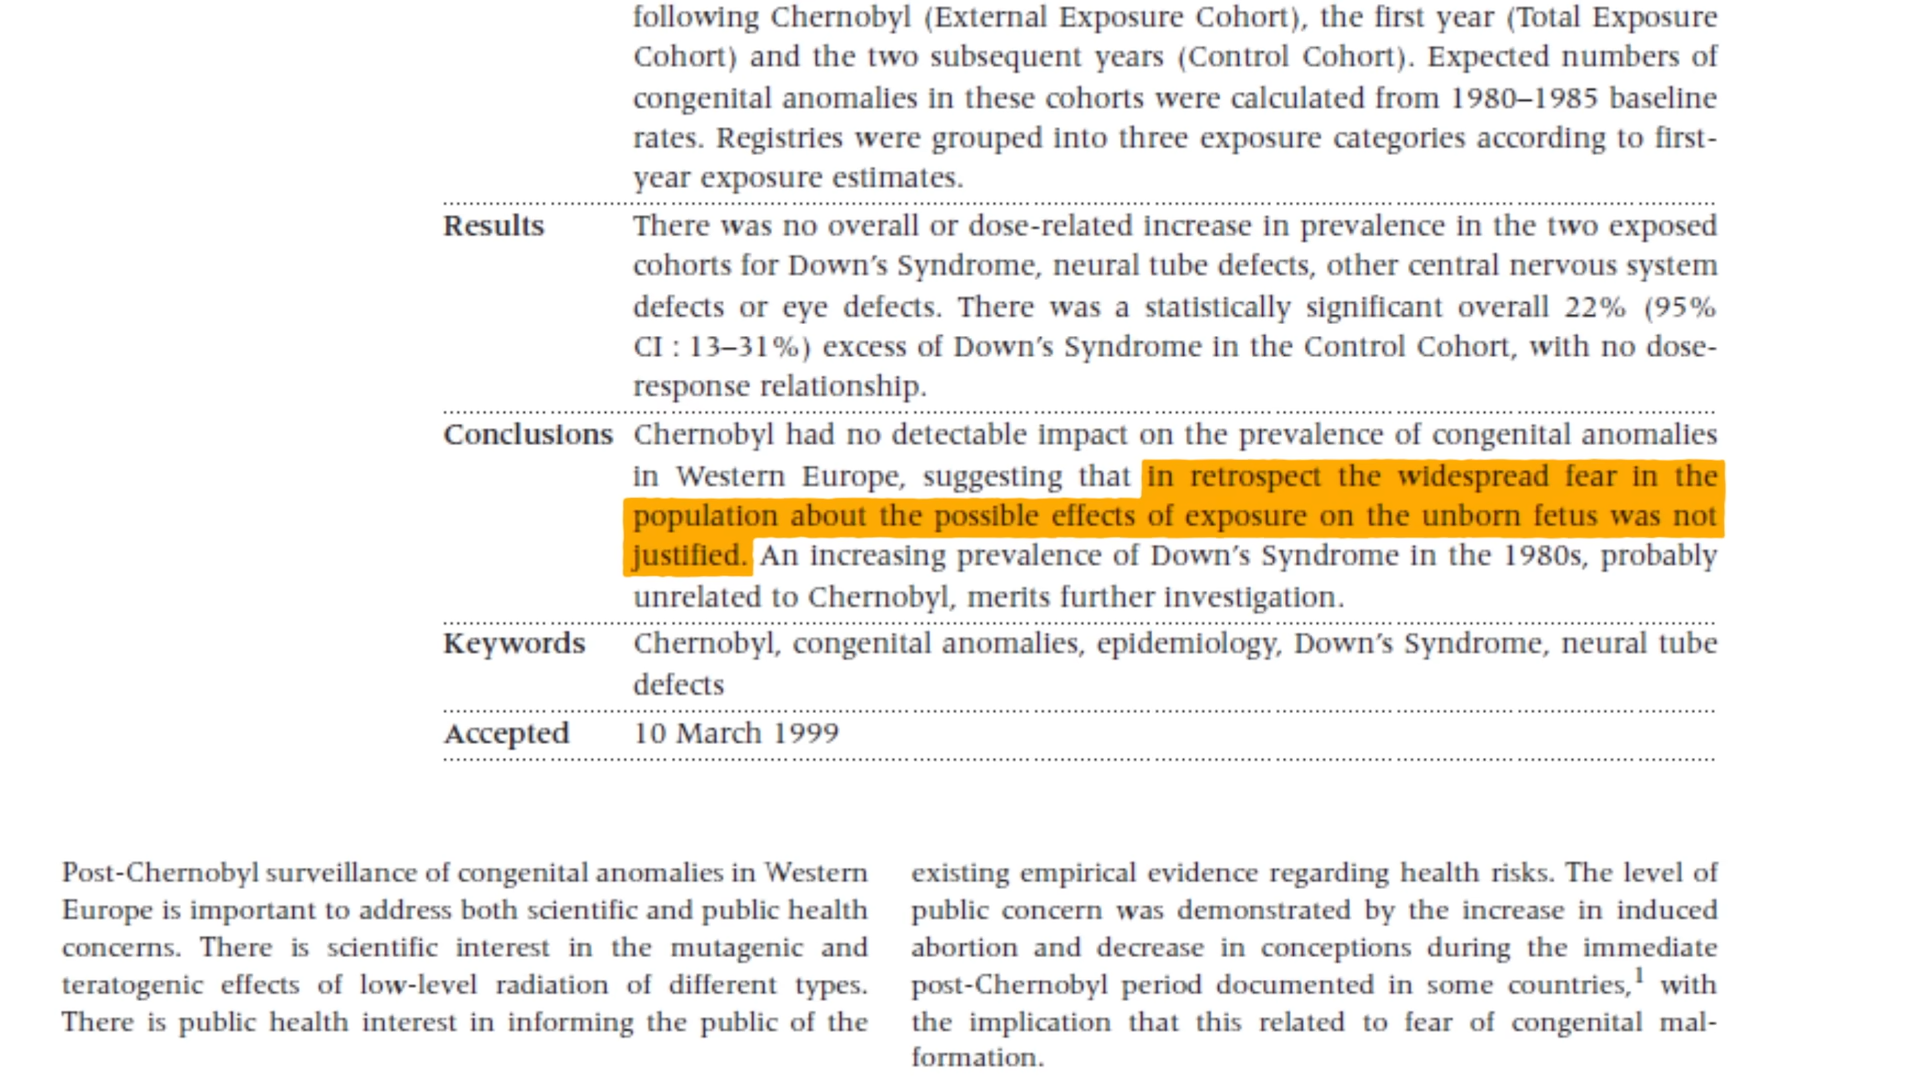 following Chernobyl (External Exposure Cohort), the first year (Total Exposure
Cohort) and the two subsequent years (Control Cohort). Expected numbers of
congenital anomalies in these cohorts were calculated from 1980–1985 baseline
rates. Registries were grouped into three exposure categories according to first-
year exposure estimates.
Results There was no overall or dose-related increase in prevalence in the two exposed
cohorts for Down’s Syndrome, neural tube defects, other central nervous system
defects or eye defects. There was a statistically significant overall 22% (95%
CI : 13–31%) excess of Down’s Syndrome in the Control Cohort, with no dose-
response relationship.
Conclusions Chernobyl had no detectable impact on the prevalence of congenital anomalies
in Western Europe, suggesting that in retrospect the widespread fear in the
population about the possible effects of exposure on the unborn fetus was not
justified. An increasing prevalence of Down’s Syndrome in the 1980s, probably
unrelated to Chernobyl, merits further investigation.
Keywords Chernobyl, congenital anomalies, epidemiology, Down’s Syndrome, neural tube
defects
Accepted 10 March 1999
Post-Chernobyl surveillance of congenital anomalies in Western
Europe is important to address both scientific and public health
concerns. There is scientific interest in the mutagenic and
teratogenic effects of low-level radiation of different types.
There is public health interest in informing the public of the
existing empirical evidence regarding health risks. The level of
public concern was demonstrated by the increase in induced
abortion and decrease in conceptions during the immediate
post-Chernobyl period documented in some countries,1 with
the implication that this related to fear of congenital mal-
formation.